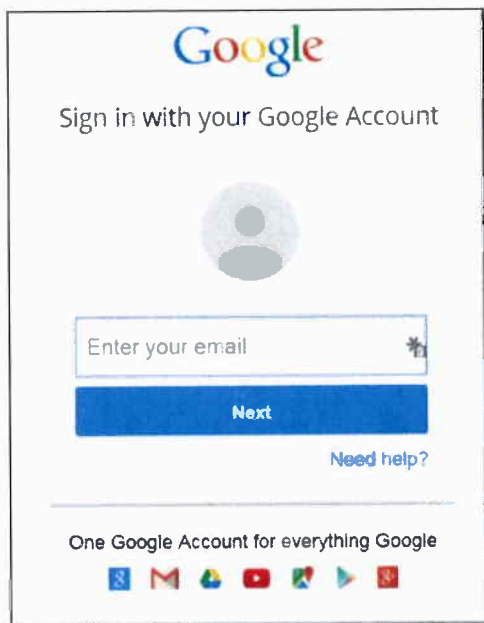 Google
Sign in with your Google Account
Enter your email
Next
Need help?
One Google Account for everything Google